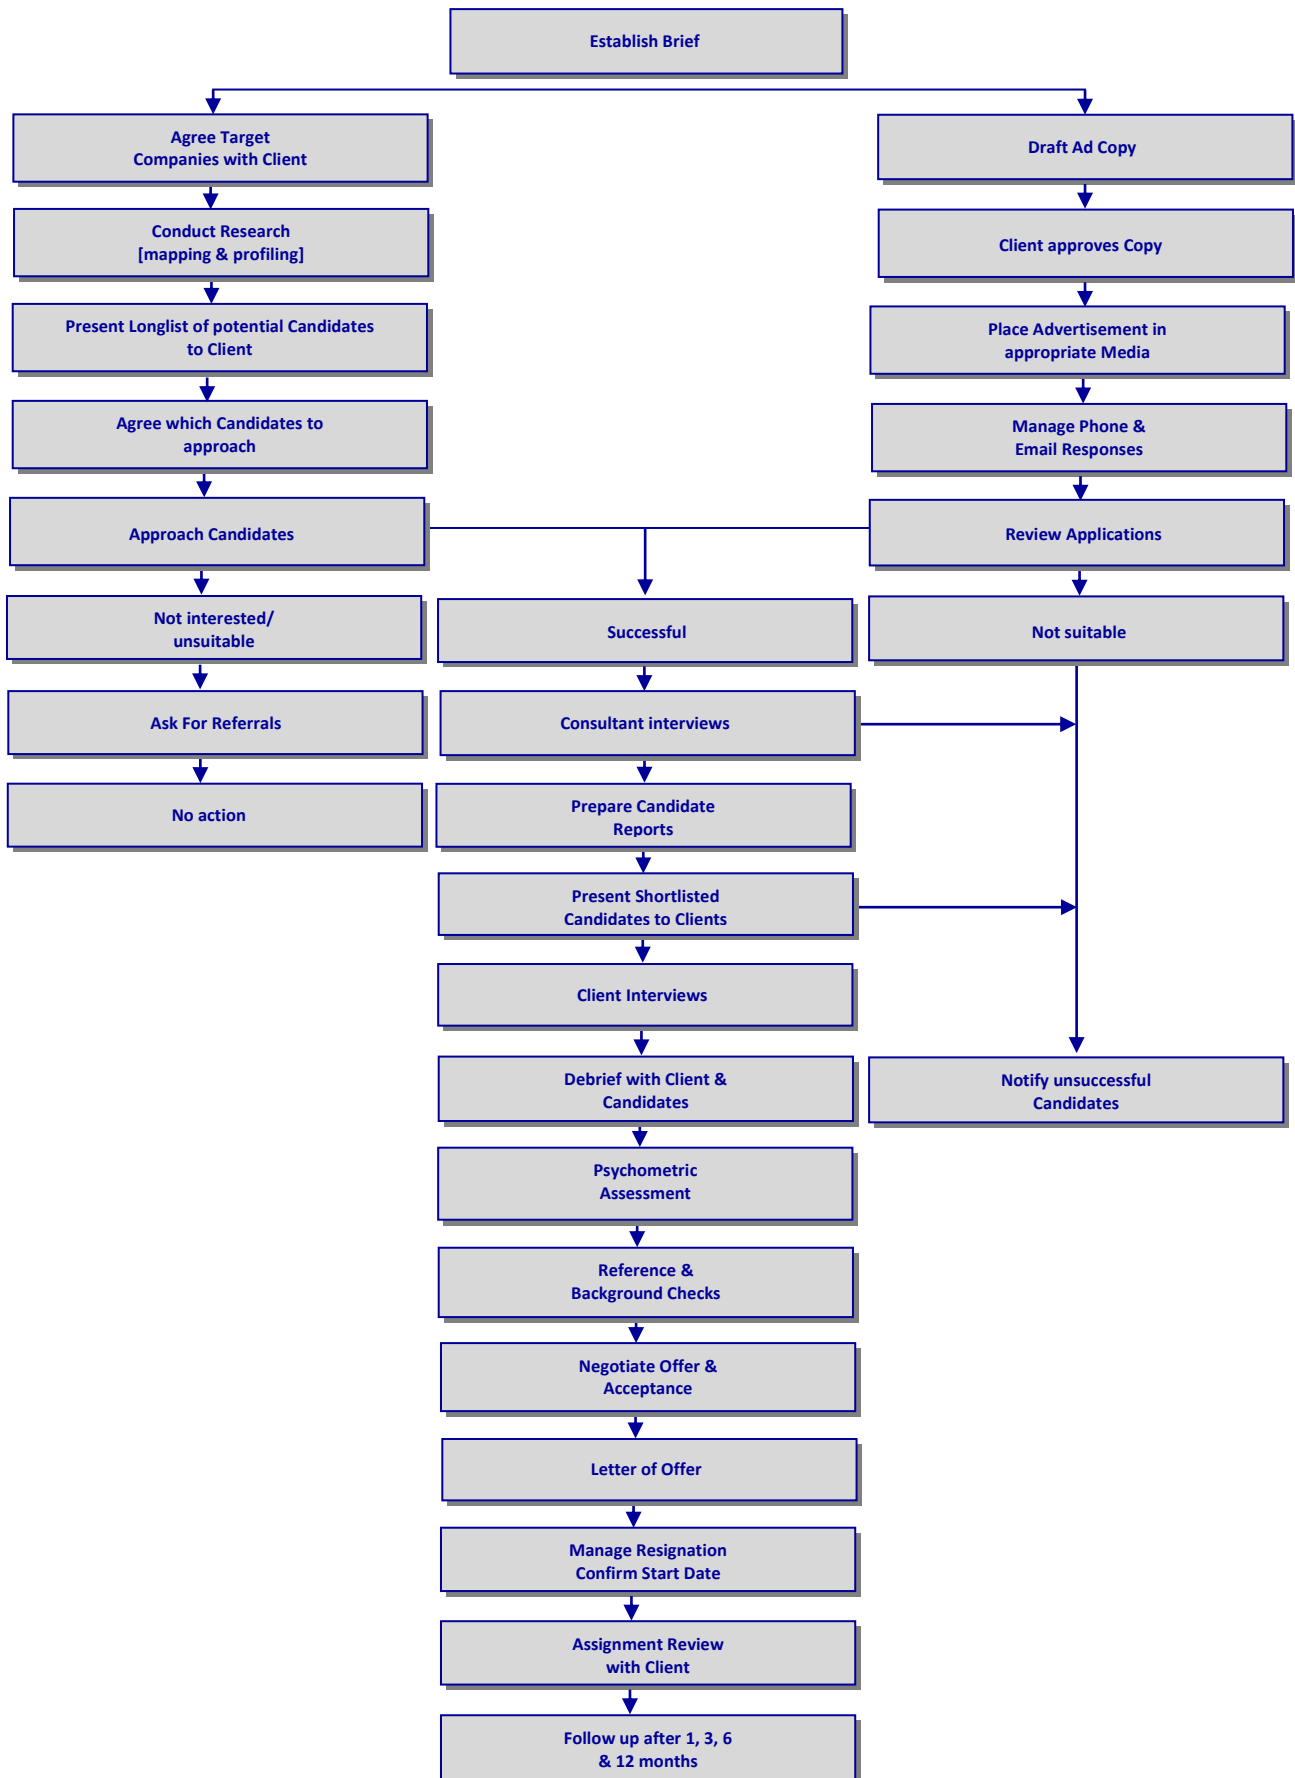 Establish Brief
Agree Target
Companies with Client
Draft Ad Copy
Conduct Research
[mapping & profiling]
Client approves Copy
Present Longlist of potential Candidates
to Client
Place Advertisement in
appropriate Media
Agree which Candidates to
approach
Manage Phone &
Email Responses
Approach Candidates
Review Applications
Not interested/
unsuitable
Successful
Not suitable
Ask For Referrals
Consultant interviews
No action
Prepare Candidate
Reports
Present Shortlisted
Candidates to Clients
Client Interviews
Debrief with Client &
Candidates
Notify unsuccessful
Candidates
Psychometric
Assessment
Reference &
Background Checks
Negotiate Offer &
Acceptance
Letter of Offer
Manage Resignation
Confirm Start Date
Assignment Review
with Client
Follow up after 1, 3, 6
& 12 months